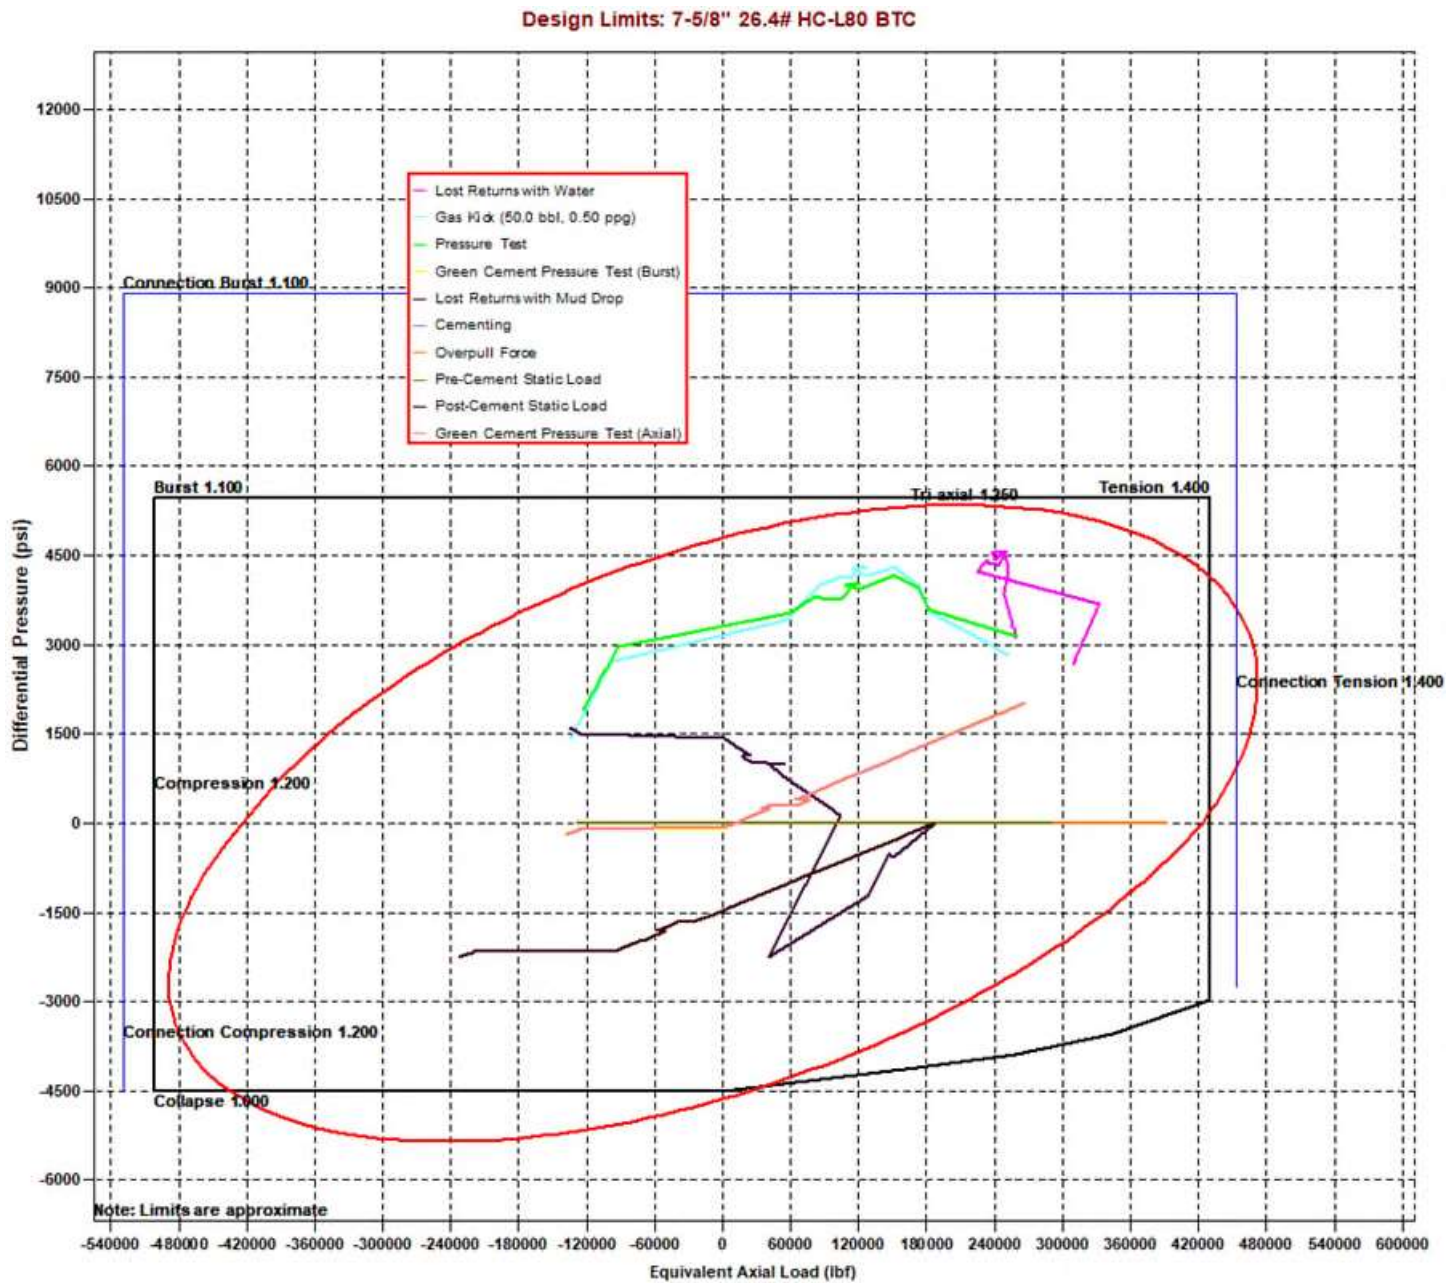 Design Limits: 7-5/8" 26.4# HC-L80 BTC
12000
10500
Lost Returns with Water
Gas Kick (50.0 bbl, 0.50 ppg)
Pressure Test
Green Cement Pressure Test (Burst)
Lost Returns with Mud Drop
Cementing
Overpull Force
Pre-Cement Static Load
Post-Cement Static Load
Green Cement Pressure Test (Axial)
Connection Burst 1.100
9000
7500
6000
Burst 1.100
Tri axial 1.250
Tension 1.400
4500
3000
Connection Tension 1.400
1500
Compression 1.200
0
-1500
-3000
Connection Compression 1.200
-4500
Collapse 1.000
-6000
Differential Pressure (psi)
Note: Limits are approximate
-540000 -480000 -420000 -360000 -300000 -240000 -180000 -120000 -60000 0 60000 120000 180000 240000 300000 360000 420000 480000 540000 600000
Equivalent Axial Load (lbf)